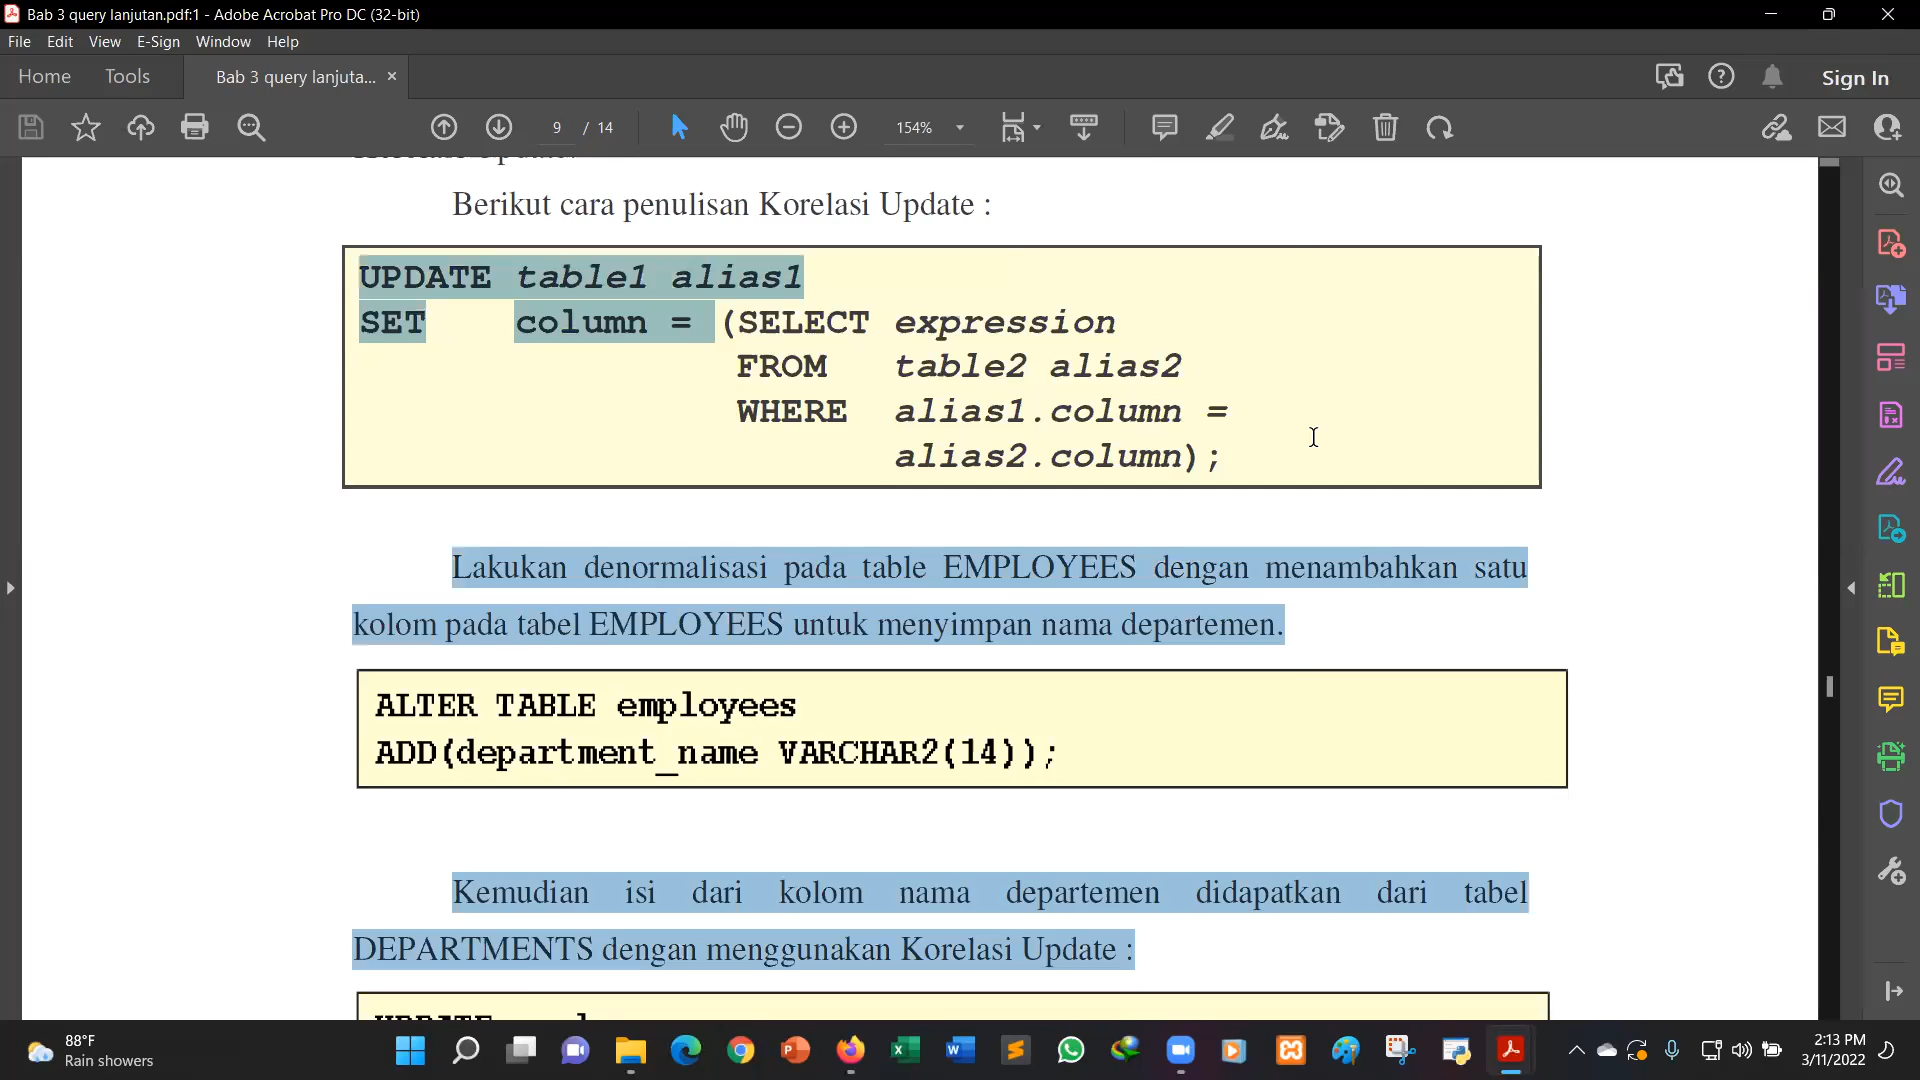 Bab 3 query lanjutan.pdf:1 - Adobe Acrobat Pro DC (32-bit)
File Edit View E-Sign Window Help
Home Tools Bab 3 query lanjuta... × Sign In
9 / 14 154%
Berikut cara penulisan Korelasi Update :
UPDATE table1 alias1
SET column = (SELECT expression
FROM table2 alias2
WHERE alias1.column =
alias2.column);
Lakukan denormalisasi pada table EMPLOYEES dengan menambahkan satu
kolom pada tabel EMPLOYEES untuk menyimpan nama departemen.
ALTER TABLE employees
ADD(department_name VARCHAR2(14));
Kemudian isi dari kolom nama departemen didapatkan dari tabel
DEPARTMENTS dengan menggunakan Korelasi Update :
88°F
Rain showers
2:13 PM
3/11/2022